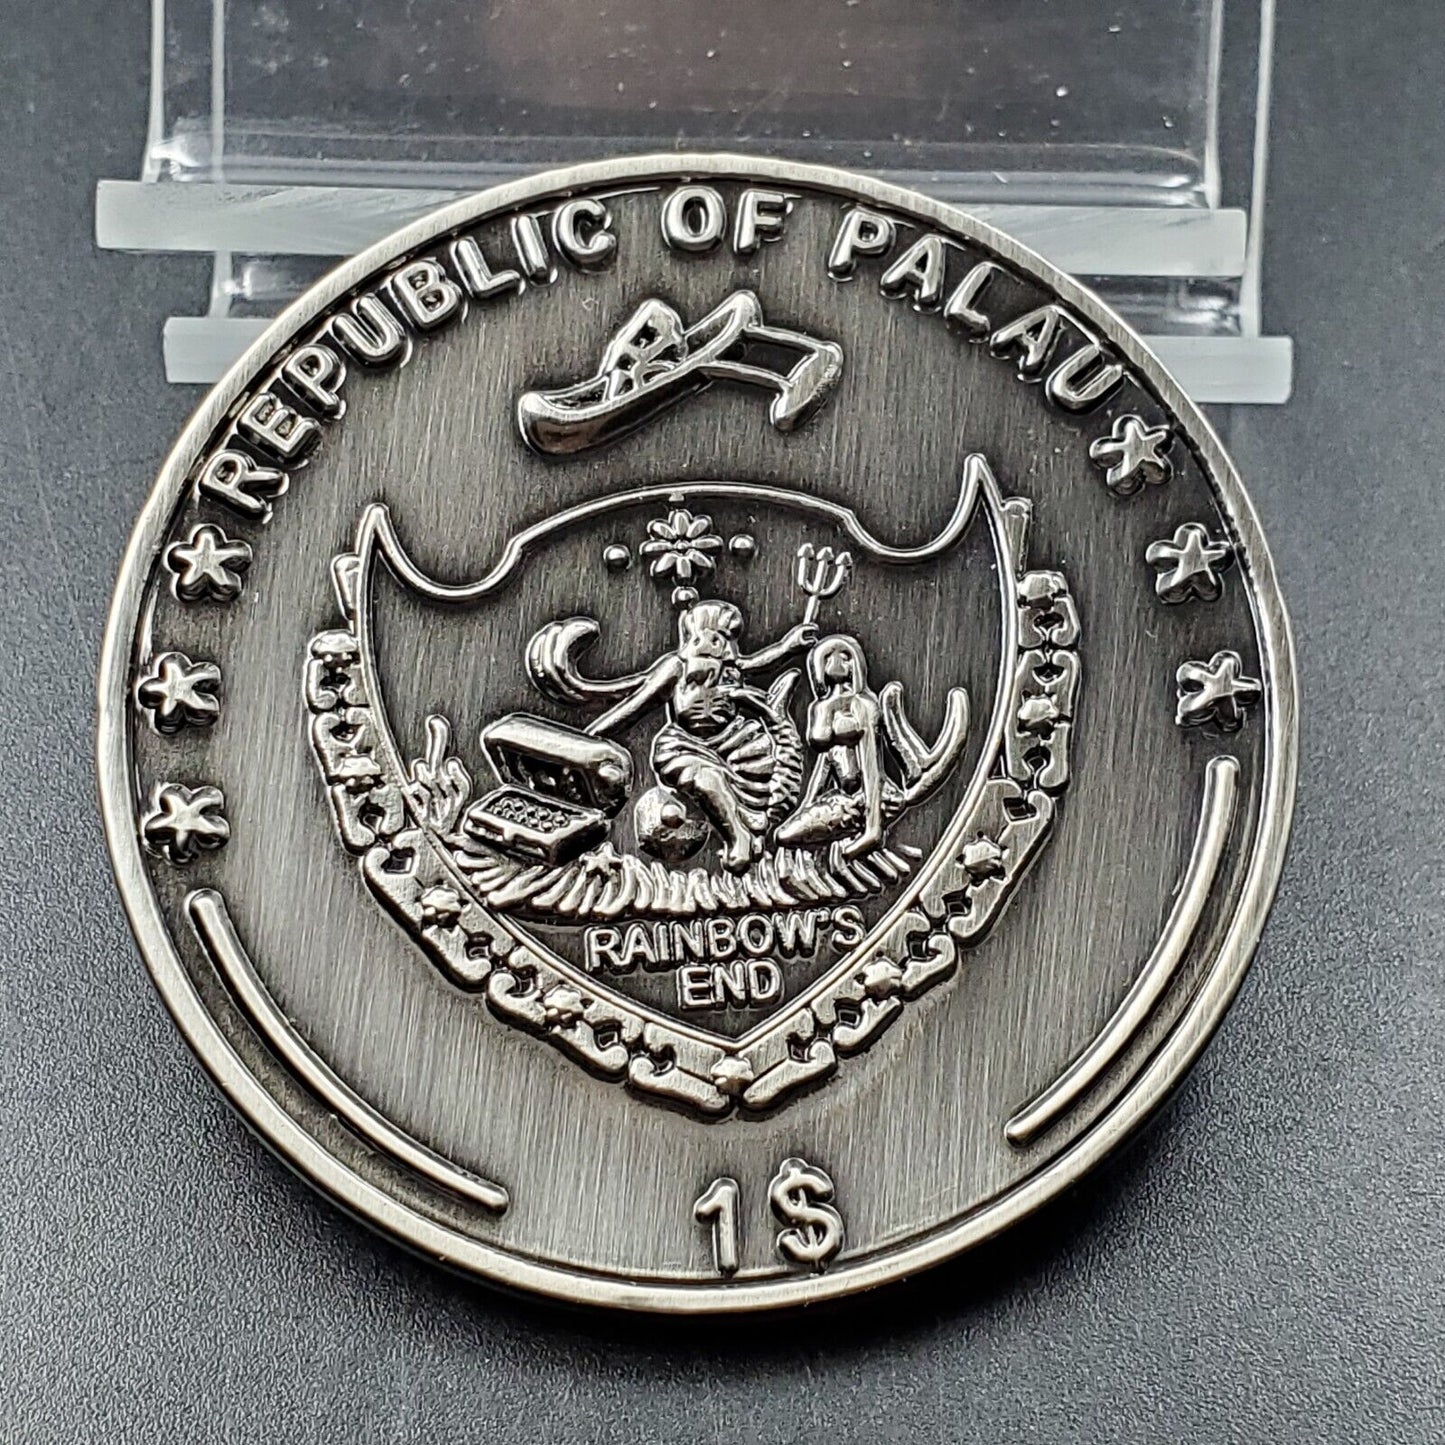 REPUBLIC OF PALAU
RAINBOW'S
END
1 $